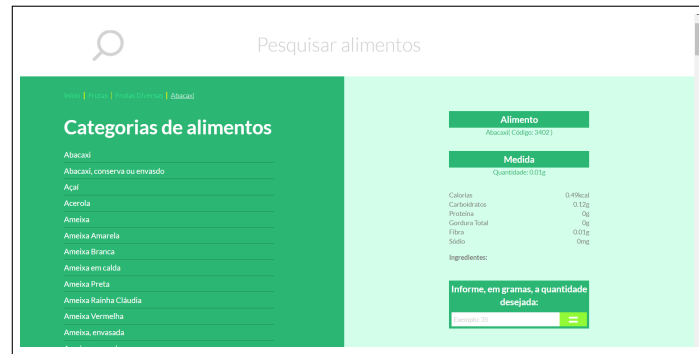 Pesquisar alimentos
Início | Frutas | Frutas Diversas | Abacaxi
Categorias de alimentos
Abacaxi
Abacaxi, conserva ou envasdo
Açaí
Acerola
Ameixa
Ameixa Amarela
Ameixa Branca
Ameixa em calda
Ameixa Preta
Ameixa Rainha Cláudia
Ameixa Vermelha
Ameixa, envasada
Alimento
Abacaxi( Código: 3402 )
Medida
Quantidade: 0.01g
Calorias 0.49kcal
Carboidratos 0.12g
Proteína 0g
Gordura Total 0g
Fibra 0.01g
Sódio 0mg
Ingredientes:
Informe, em gramas, a quantidade
desejada:
Exemplo: 35